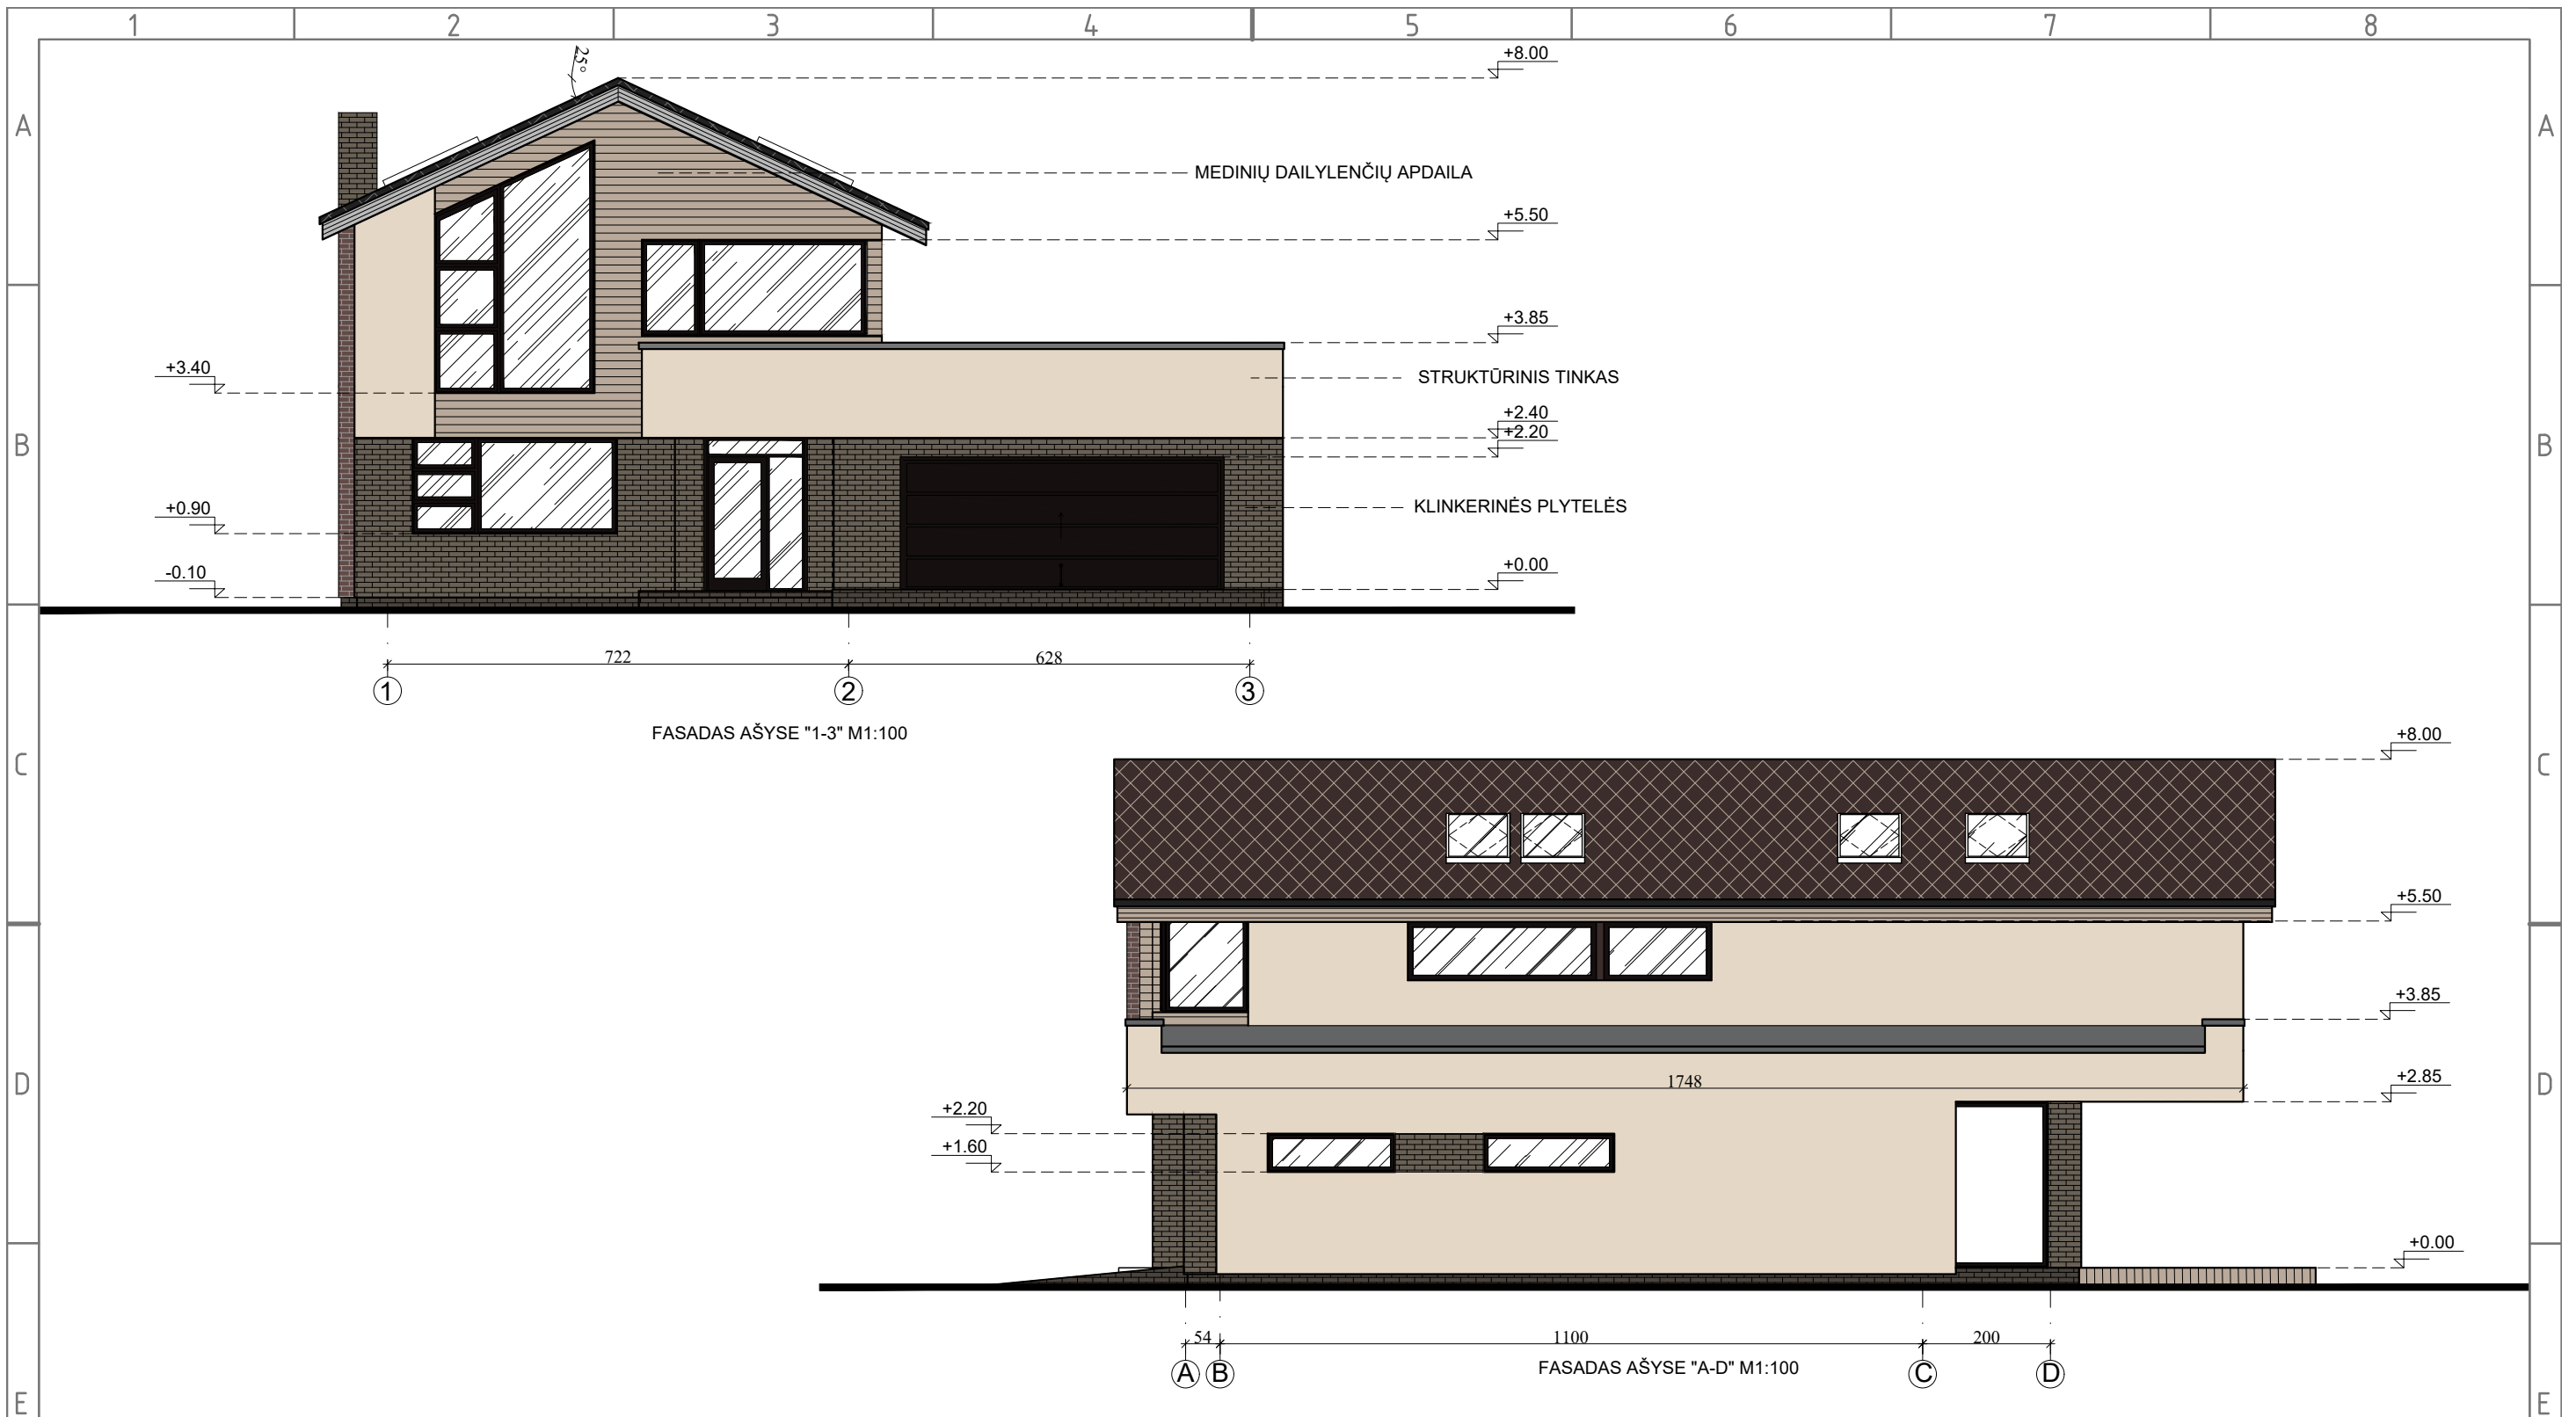 1 2 3 4 5 6 7 8
25°
+8.00
A A
MEDINIŲ DAILYLENČIŲ APDAILA
+5.50
+3.85
+3.40
STRUKTŪRINIS TINKAS
+2.40
B +2.20 B
+0.90
KLINKERINĖS PLYTELĖS
-0.10
+0.00
722 628
1 2 3
FASADAS AŠYSE "1-3" M1:100
+8.00
C C
+5.50
+3.85
D 1748 D
+2.85
+2.20
+1.60
+0.00
54 1100 200
A B C D
FASADAS AŠYSE "A-D" M1:100
E E